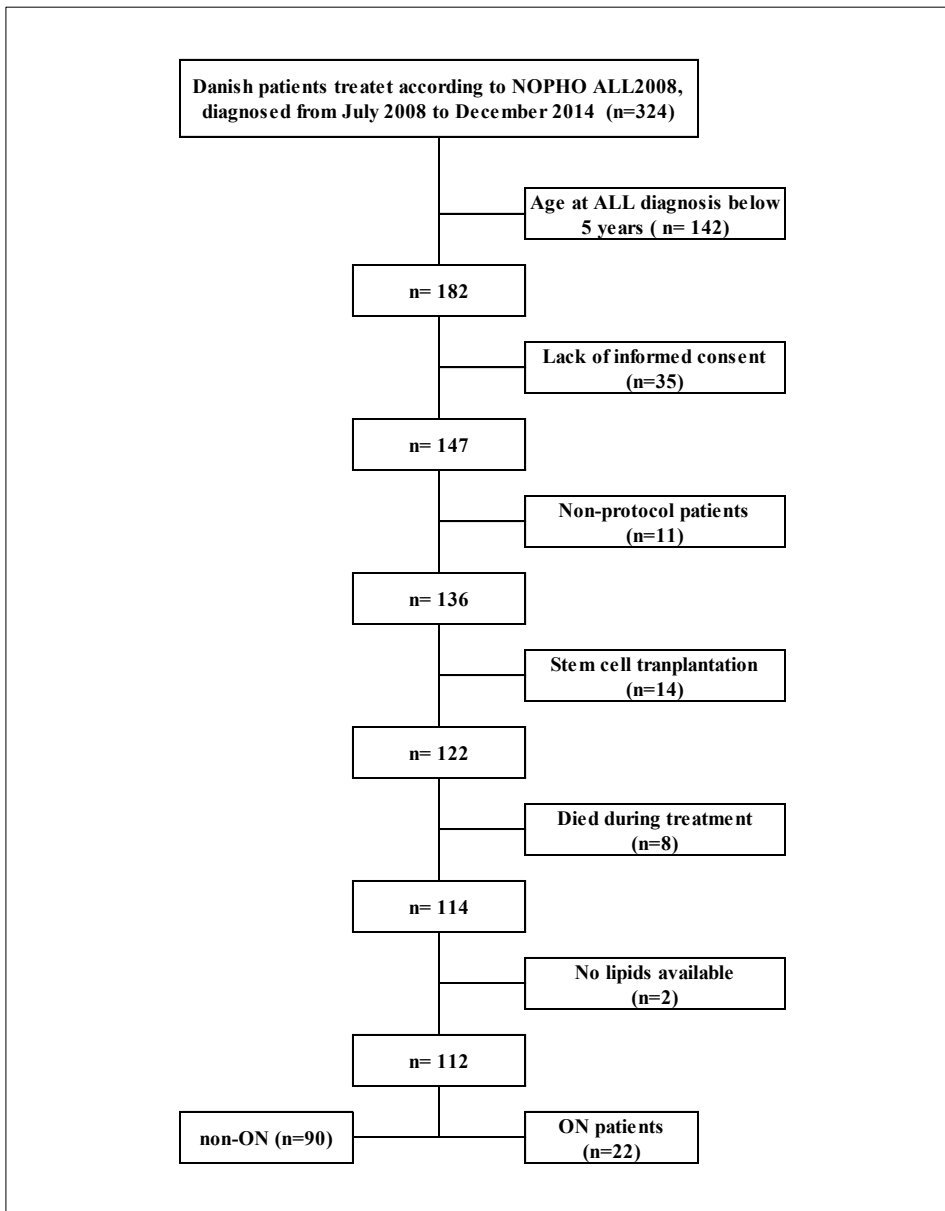 Danish patients treatet according to NOPHO ALL2008,
diagnosed from July 2008 to December 2014 (n=324)
Age at ALL diagnosis below
5 years ( n= 142)
n= 182
Lack of informed consent
(n=35)
n= 147
Non-protocol patients
(n=11)
n= 136
Stem cell tranplantation
(n=14)
n= 122
Died during treatment
(n=8)
n= 114
No lipids available
(n=2)
n= 112
non-ON (n=90)
ON patients
(n=22)